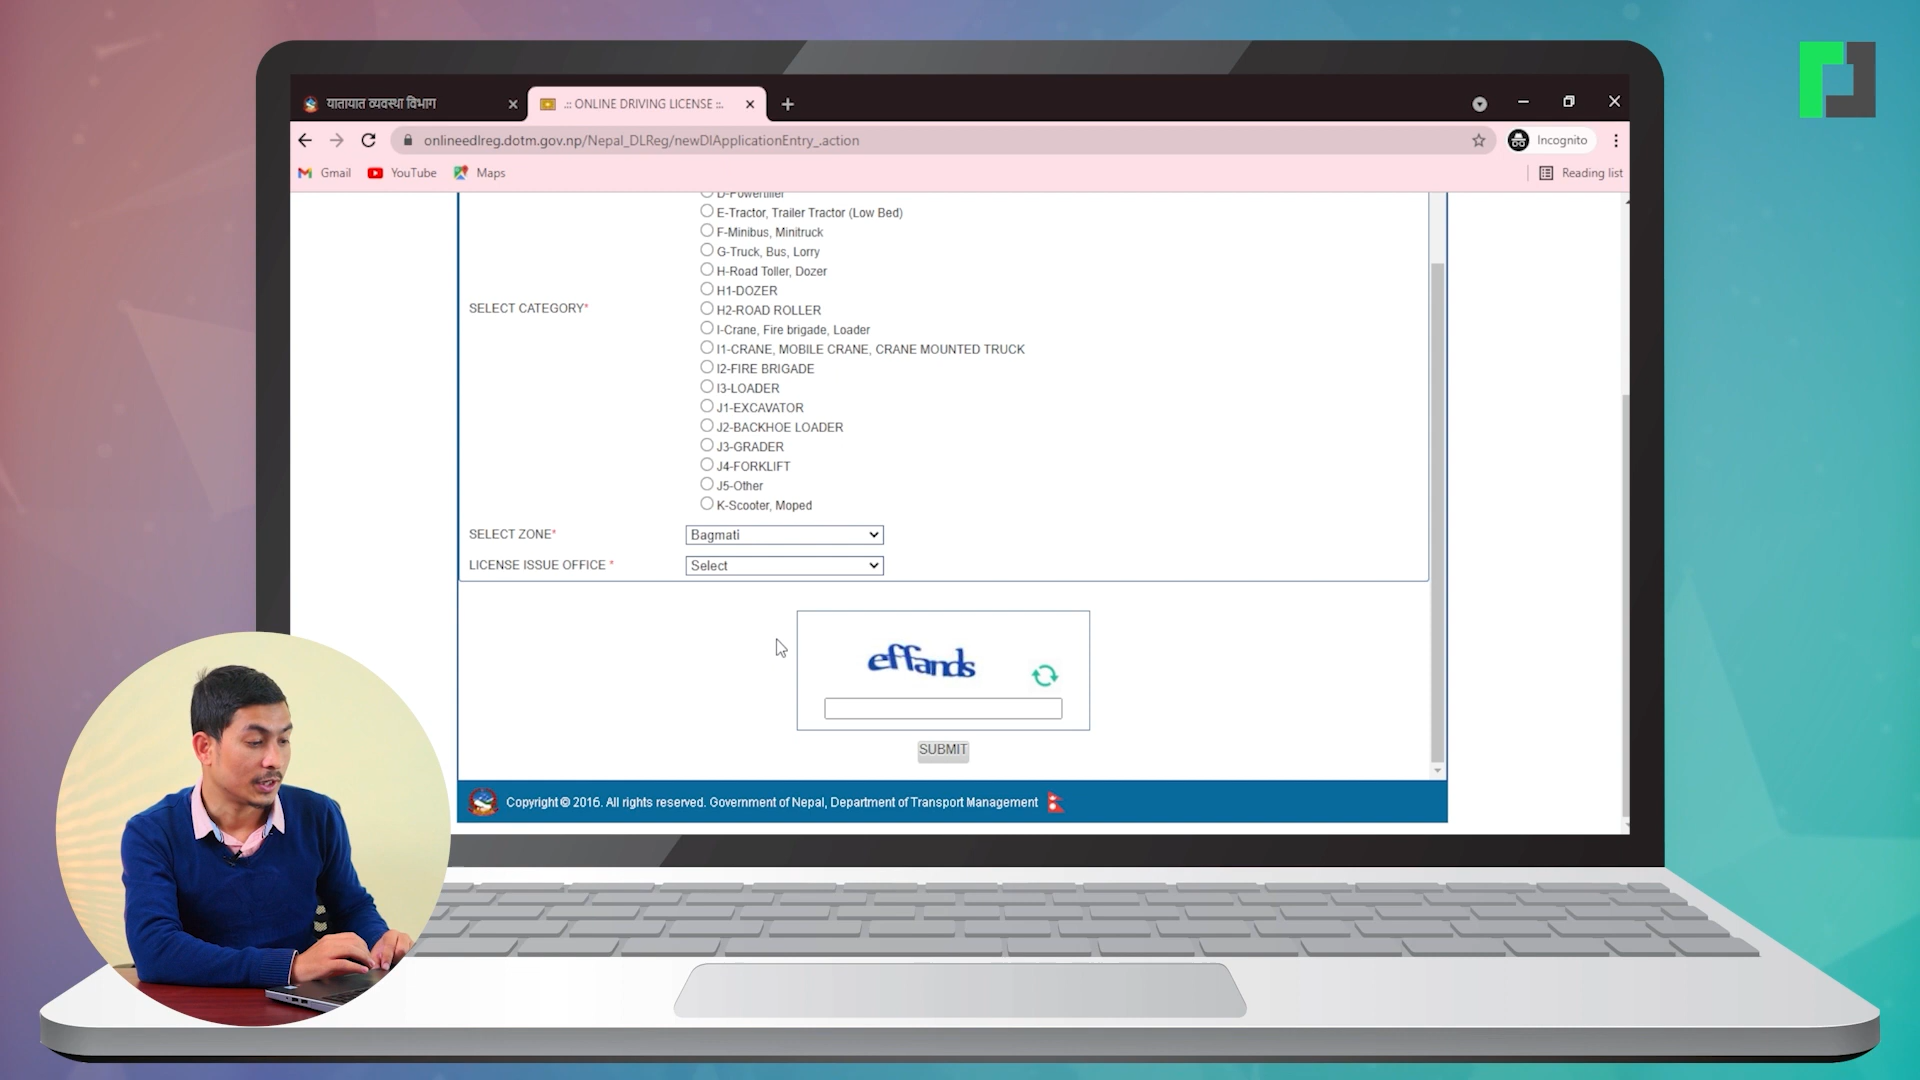 यातायात व्यवस्था विभाग
.:: ONLINE DRIVING LICENSE ::.
onlineedlreg.dotm.gov.np/Nepal_DLReg/newDlApplicationEntry_.action
Incognito
Gmail
YouTube
Maps
Reading list
D-Powertiller
E-Tractor, Trailer Tractor (Low Bed)
F-Minibus, Minitruck
G-Truck, Bus, Lorry
H-Road Toller, Dozer
H1-DOZER
SELECT CATEGORY*
H2-ROAD ROLLER
I-Crane, Fire brigade, Loader
I1-CRANE, MOBILE CRANE, CRANE MOUNTED TRUCK
I2-FIRE BRIGADE
I3-LOADER
J1-EXCAVATOR
J2-BACKHOE LOADER
J3-GRADER
J4-FORKLIFT
J5-Other
K-Scooter, Moped
SELECT ZONE* Bagmati
LICENSE ISSUE OFFICE * Select
effands
SUBMIT
Copyright © 2016. All rights reserved. Government of Nepal, Department of Transport Management